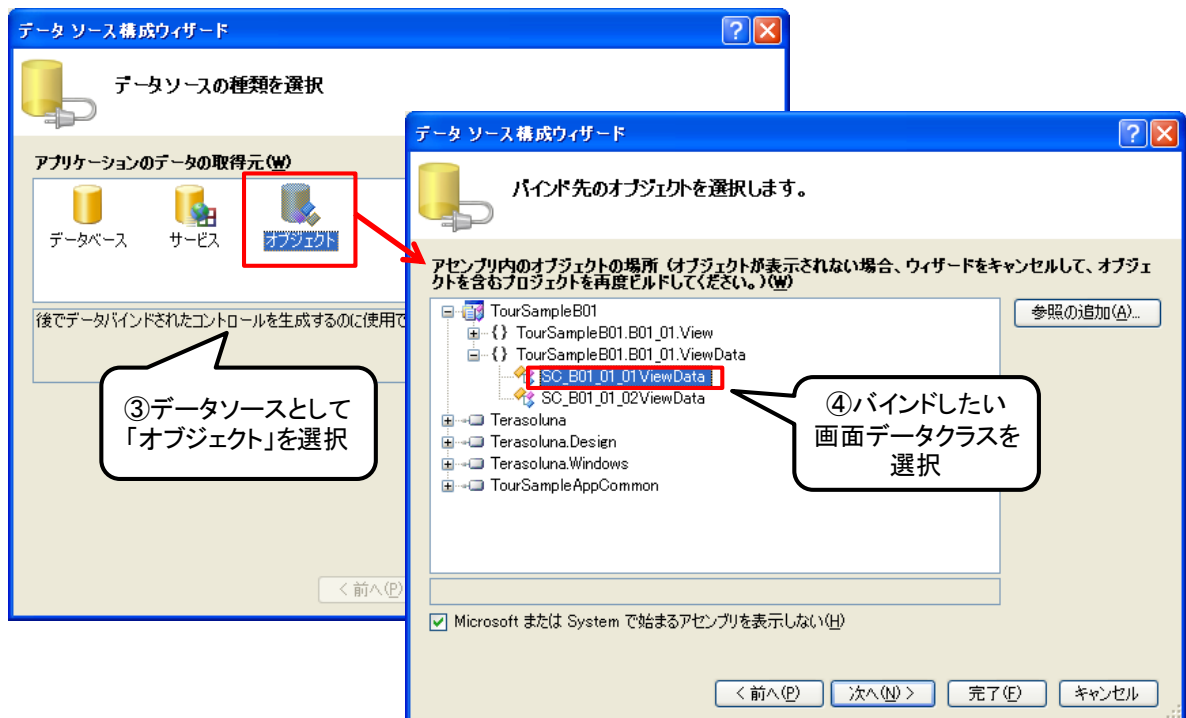 データ ソース構成ウィザード
データソースの種類を選択
アプリケーションのデータの取得元(W)
データベース
サービス
オブジェクト
後でデータバインドされたコントロールを生成するのに使用で
③データソースとして
「オブジェクト」を選択
< 前へ(P)
データ ソース構成ウィザード
バインド先のオブジェクトを選択します。
アセンブリ内のオブジェクトの場所 (オブジェクトが表示されない場合、ウィザードをキャンセルして、オブジェ
クトを含むプロジェクトを再度ビルドしてください。)(W)
TourSampleB01
{} TourSampleB01.B01_01.View
{} TourSampleB01.B01_01.ViewData
SC_B01_01_01ViewData
SC_B01_01_02ViewData
Terasoluna
Terasoluna.Design
Terasoluna.Windows
TourSampleAppCommon
参照の追加(A)...
④バインドしたい
画面データクラスを
選択
Microsoft または System で始まるアセンブリを表示しない(H)
< 前へ(P)
次へ(N) >
完了(F)
キャンセル